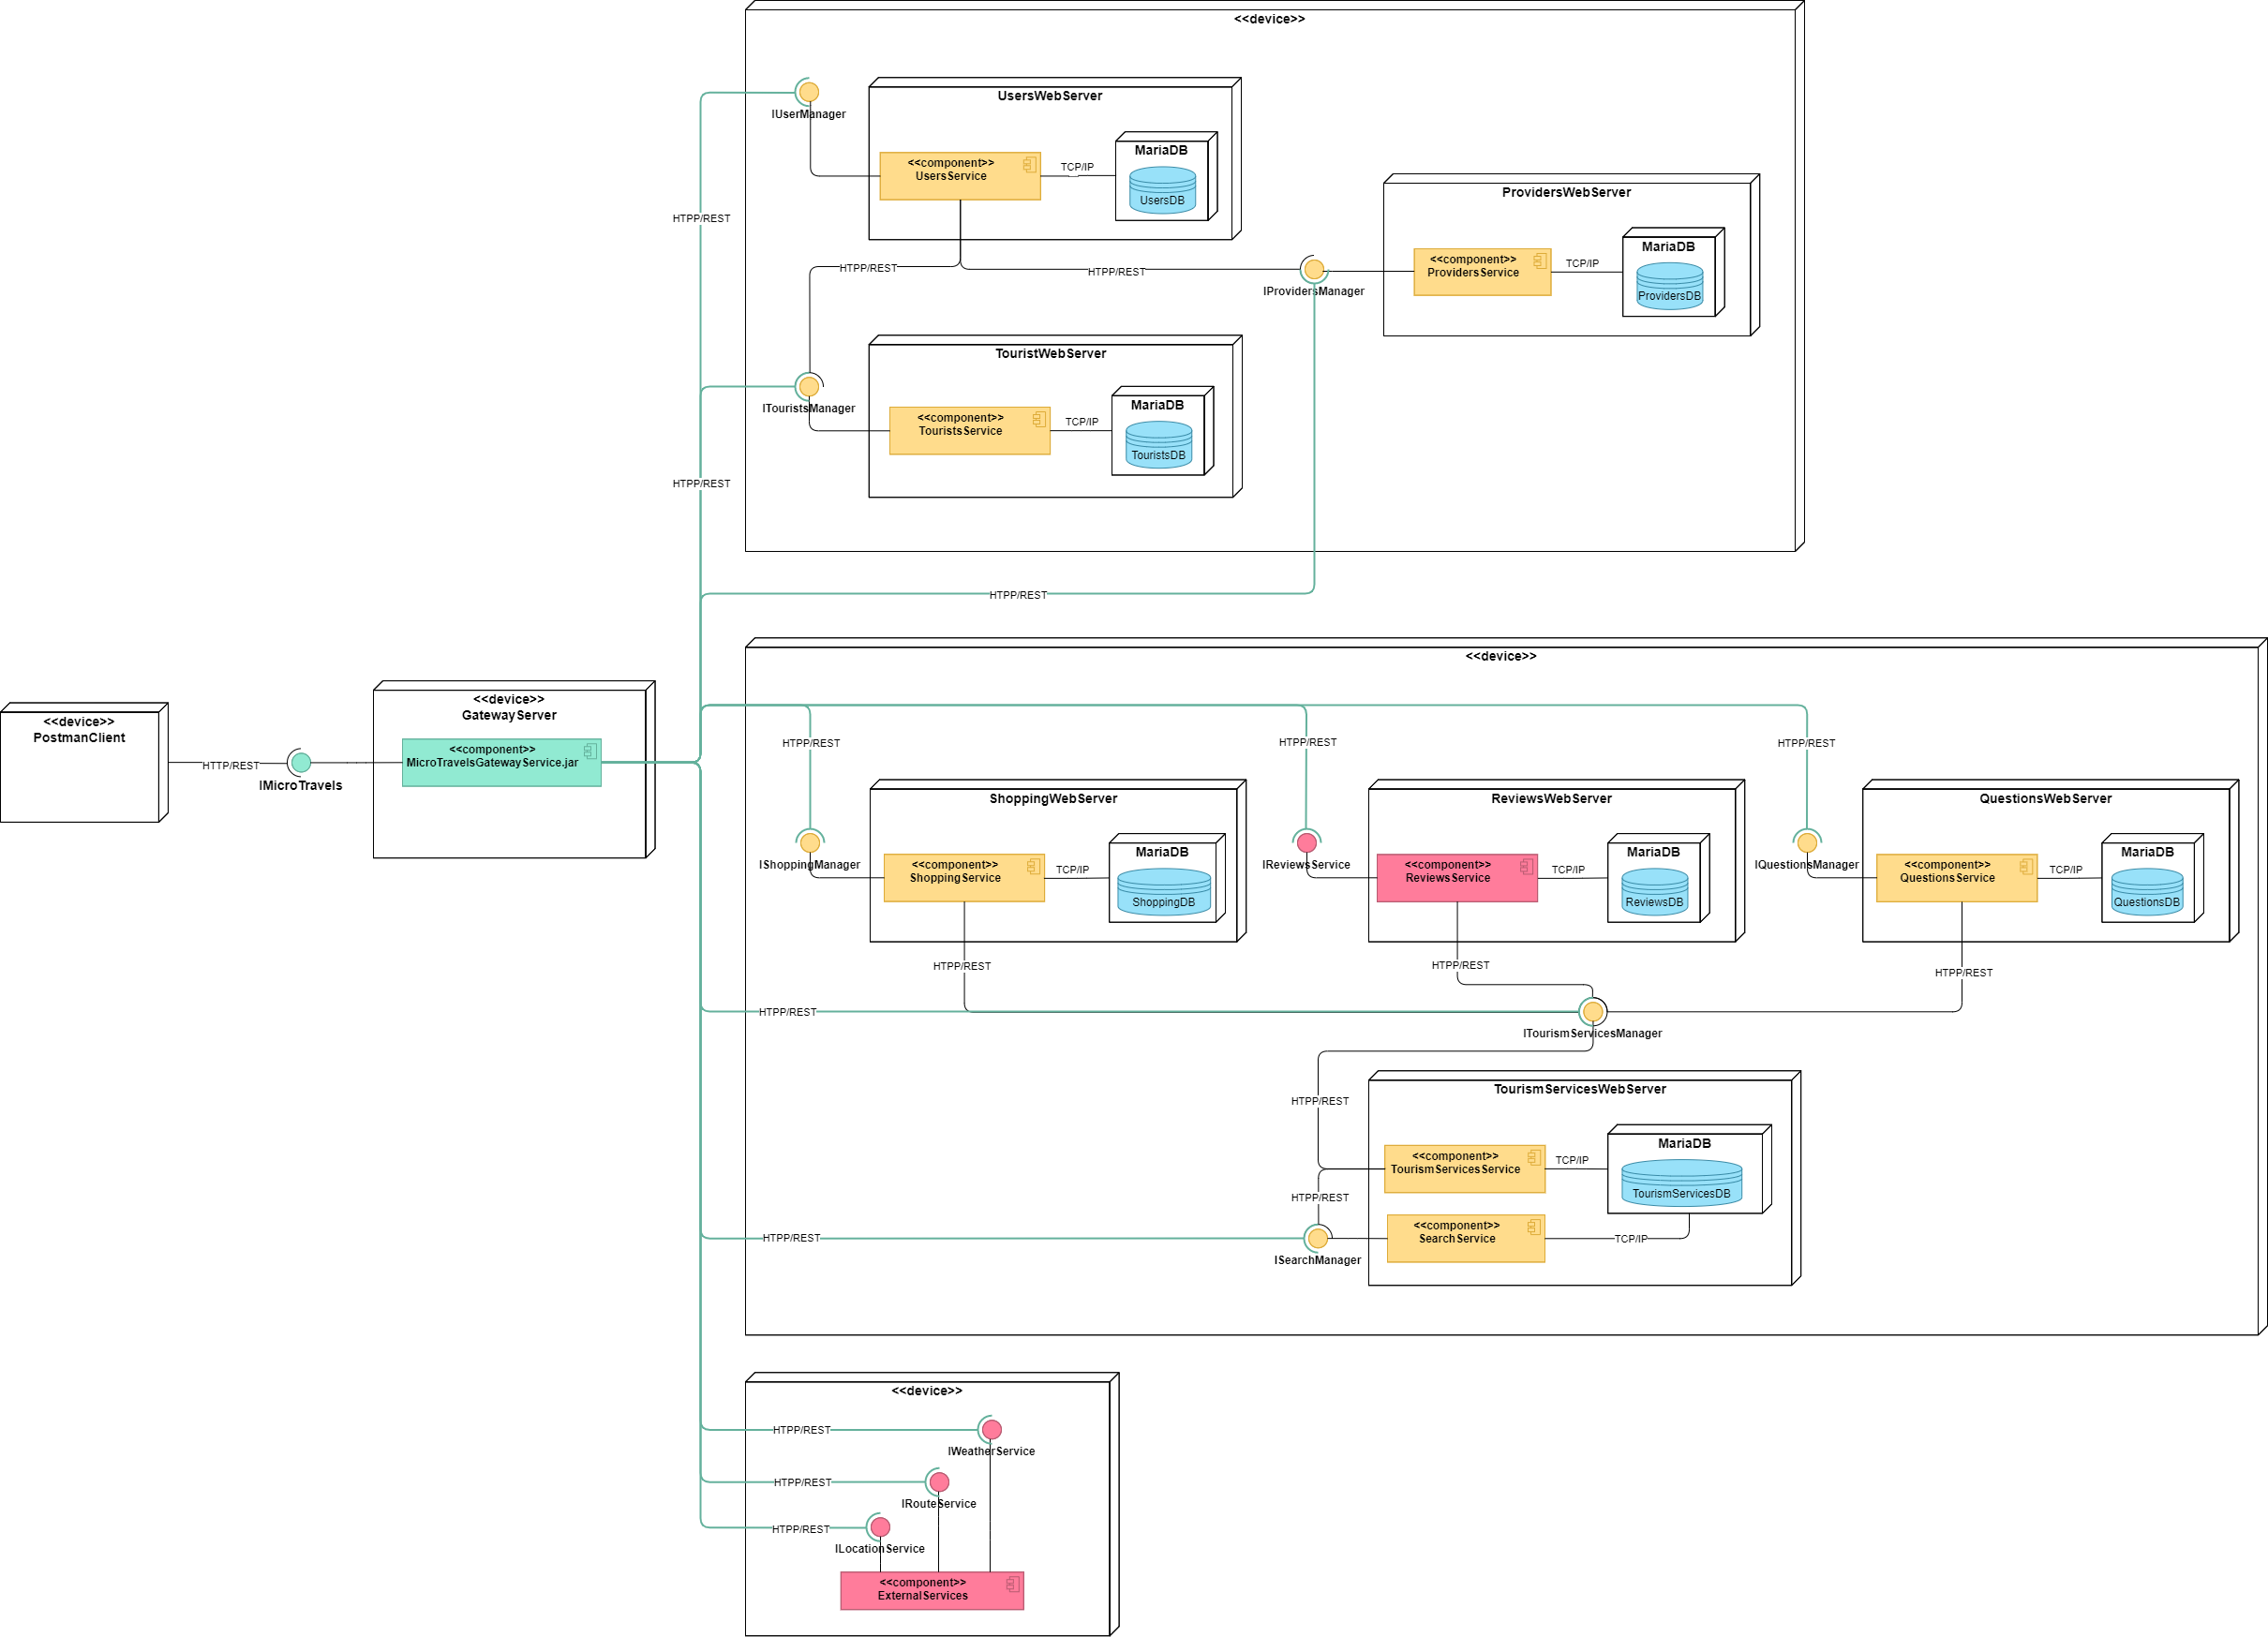 <<device>>
IUserManager
UsersWebServer
<<component>>
UsersService
TCP/IP
MariaDB
UsersDB
HTPP/REST
HTPP/REST
HTPP/REST
IProvidersManager
ProvidersWebServer
<<component>>
ProvidersService
TCP/IP
MariaDB
ProvidersDB
TouristWebServer
ITouristsManager
<<component>>
TouristsService
TCP/IP
MariaDB
TouristsDB
HTPP/REST
HTPP/REST
<<device>>
PostmanClient
HTTP/REST
IMicroTravels
<<device>>
GatewayServer
<<component>>
MicroTravelsGatewayService.jar
<<device>>
HTPP/REST
HTPP/REST
HTPP/REST
IShoppingManager
ShoppingWebServer
<<component>>
ShoppingService
TCP/IP
MariaDB
ShoppingDB
IReviewsService
ReviewsWebServer
<<component>>
ReviewsService
TCP/IP
MariaDB
ReviewsDB
IQuestionsManager
QuestionsWebServer
<<component>>
QuestionsService
TCP/IP
MariaDB
QuestionsDB
HTPP/REST
HTPP/REST
HTPP/REST
HTPP/REST
ITourismServicesManager
HTPP/REST
TourismServicesWebServer
<<component>>
TourismServicesService
TCP/IP
MariaDB
TourismServicesDB
HTPP/REST
HTPP/REST
ISearchManager
<<component>>
SearchService
TCP/IP
<<device>>
HTPP/REST
IWeatherService
HTPP/REST
IRouteService
HTPP/REST
ILocationService
<<component>>
ExternalServices